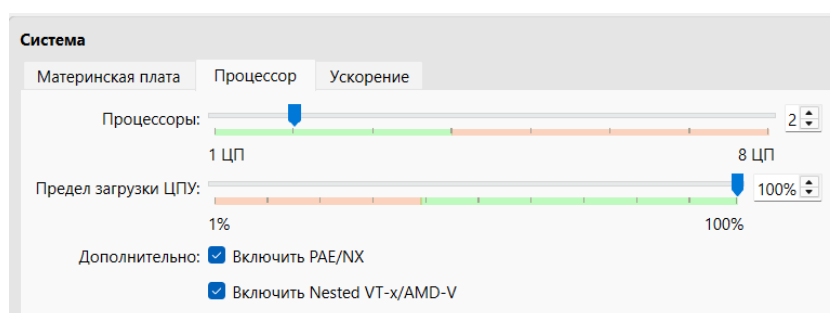 Система
Материнская плата Процессор Ускорение
Процессоры: 2
1 ЦП 8 ЦП
Предел загрузки ЦПУ: 100%
1% 100%
Дополнительно: Включить PAE/NX
Включить Nested VT-x/AMD-V